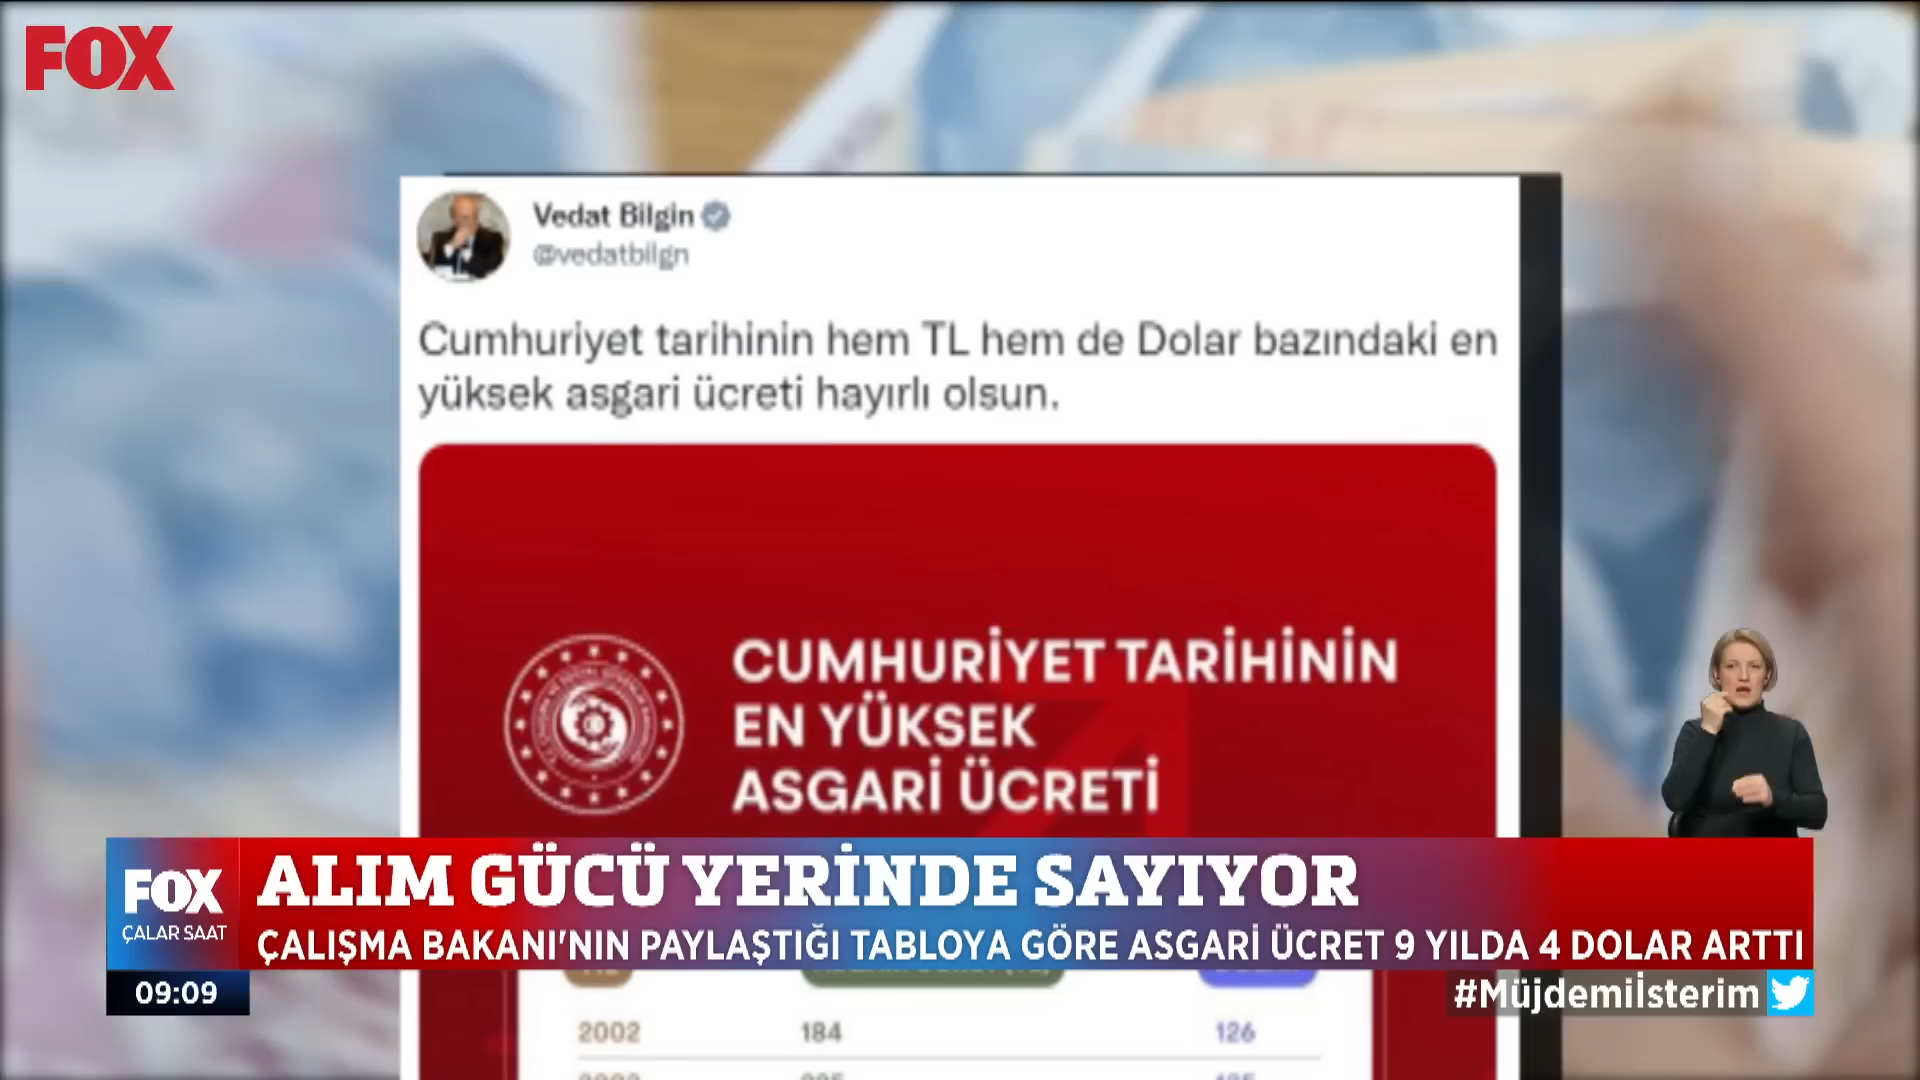 FOX
Vedat Bilgin
@vedatbilgn
Cumhuriyet tarihinin hem TL hem de Dolar bazındaki en
yüksek asgari ücreti hayırlı olsun.
CUMHURİYET TARİHİNİN
EN YÜKSEK
ASGARİ ÜCRETİ
FOX
ÇALAR SAAT
ALIM GÜCÜ YERİNDE SAYIYOR
ÇALIŞMA BAKANI'NIN PAYLAŞTIĞI TABLOYA GÖRE ASGARİ ÜCRET 9 YILDA 4 DOLAR ARTTI
09:09
#Müjdemiİsterim
2002 184 126